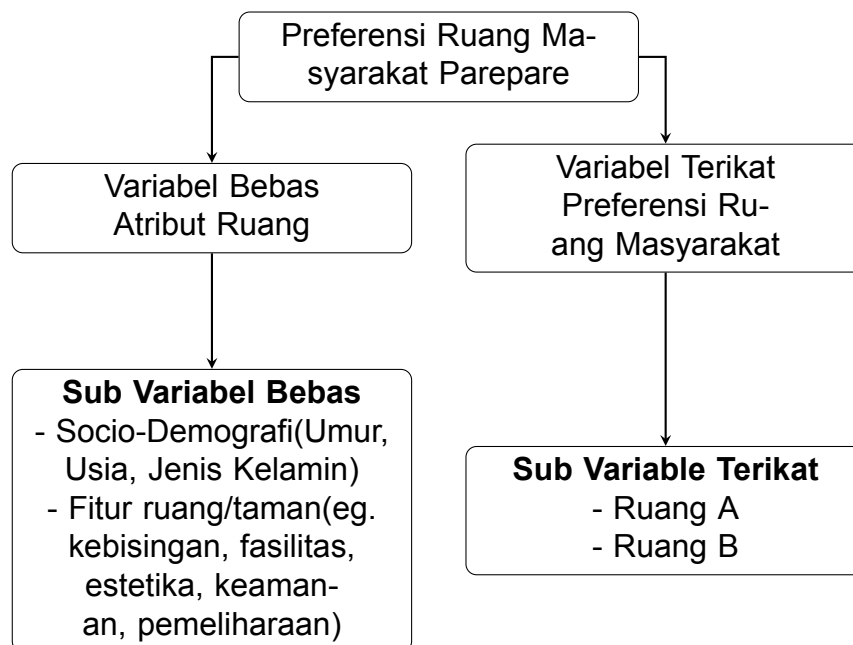 Preferensi Ruang Ma-
syarakat Parepare
Variabel Bebas
Atribut Ruang
Variabel Terikat
Preferensi Ru-
ang Masyarakat
Sub Variabel Bebas
- Socio-Demografi(Umur,
Usia, Jenis Kelamin)
- Fitur ruang/taman(eg.
kebisingan, fasilitas,
estetika, keaman-
an, pemeliharaan)
Sub Variable Terikat
- Ruang A
- Ruang B